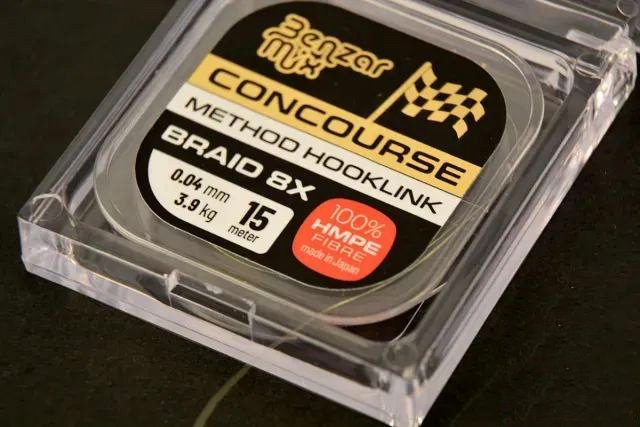 Benzar
Mix
CONCOURSE
METHOD HOOKLINK
BRAID 8X
0.04 mm
3.9 kg
15
meter
100%
HMPE
FIBRE
made in Japan